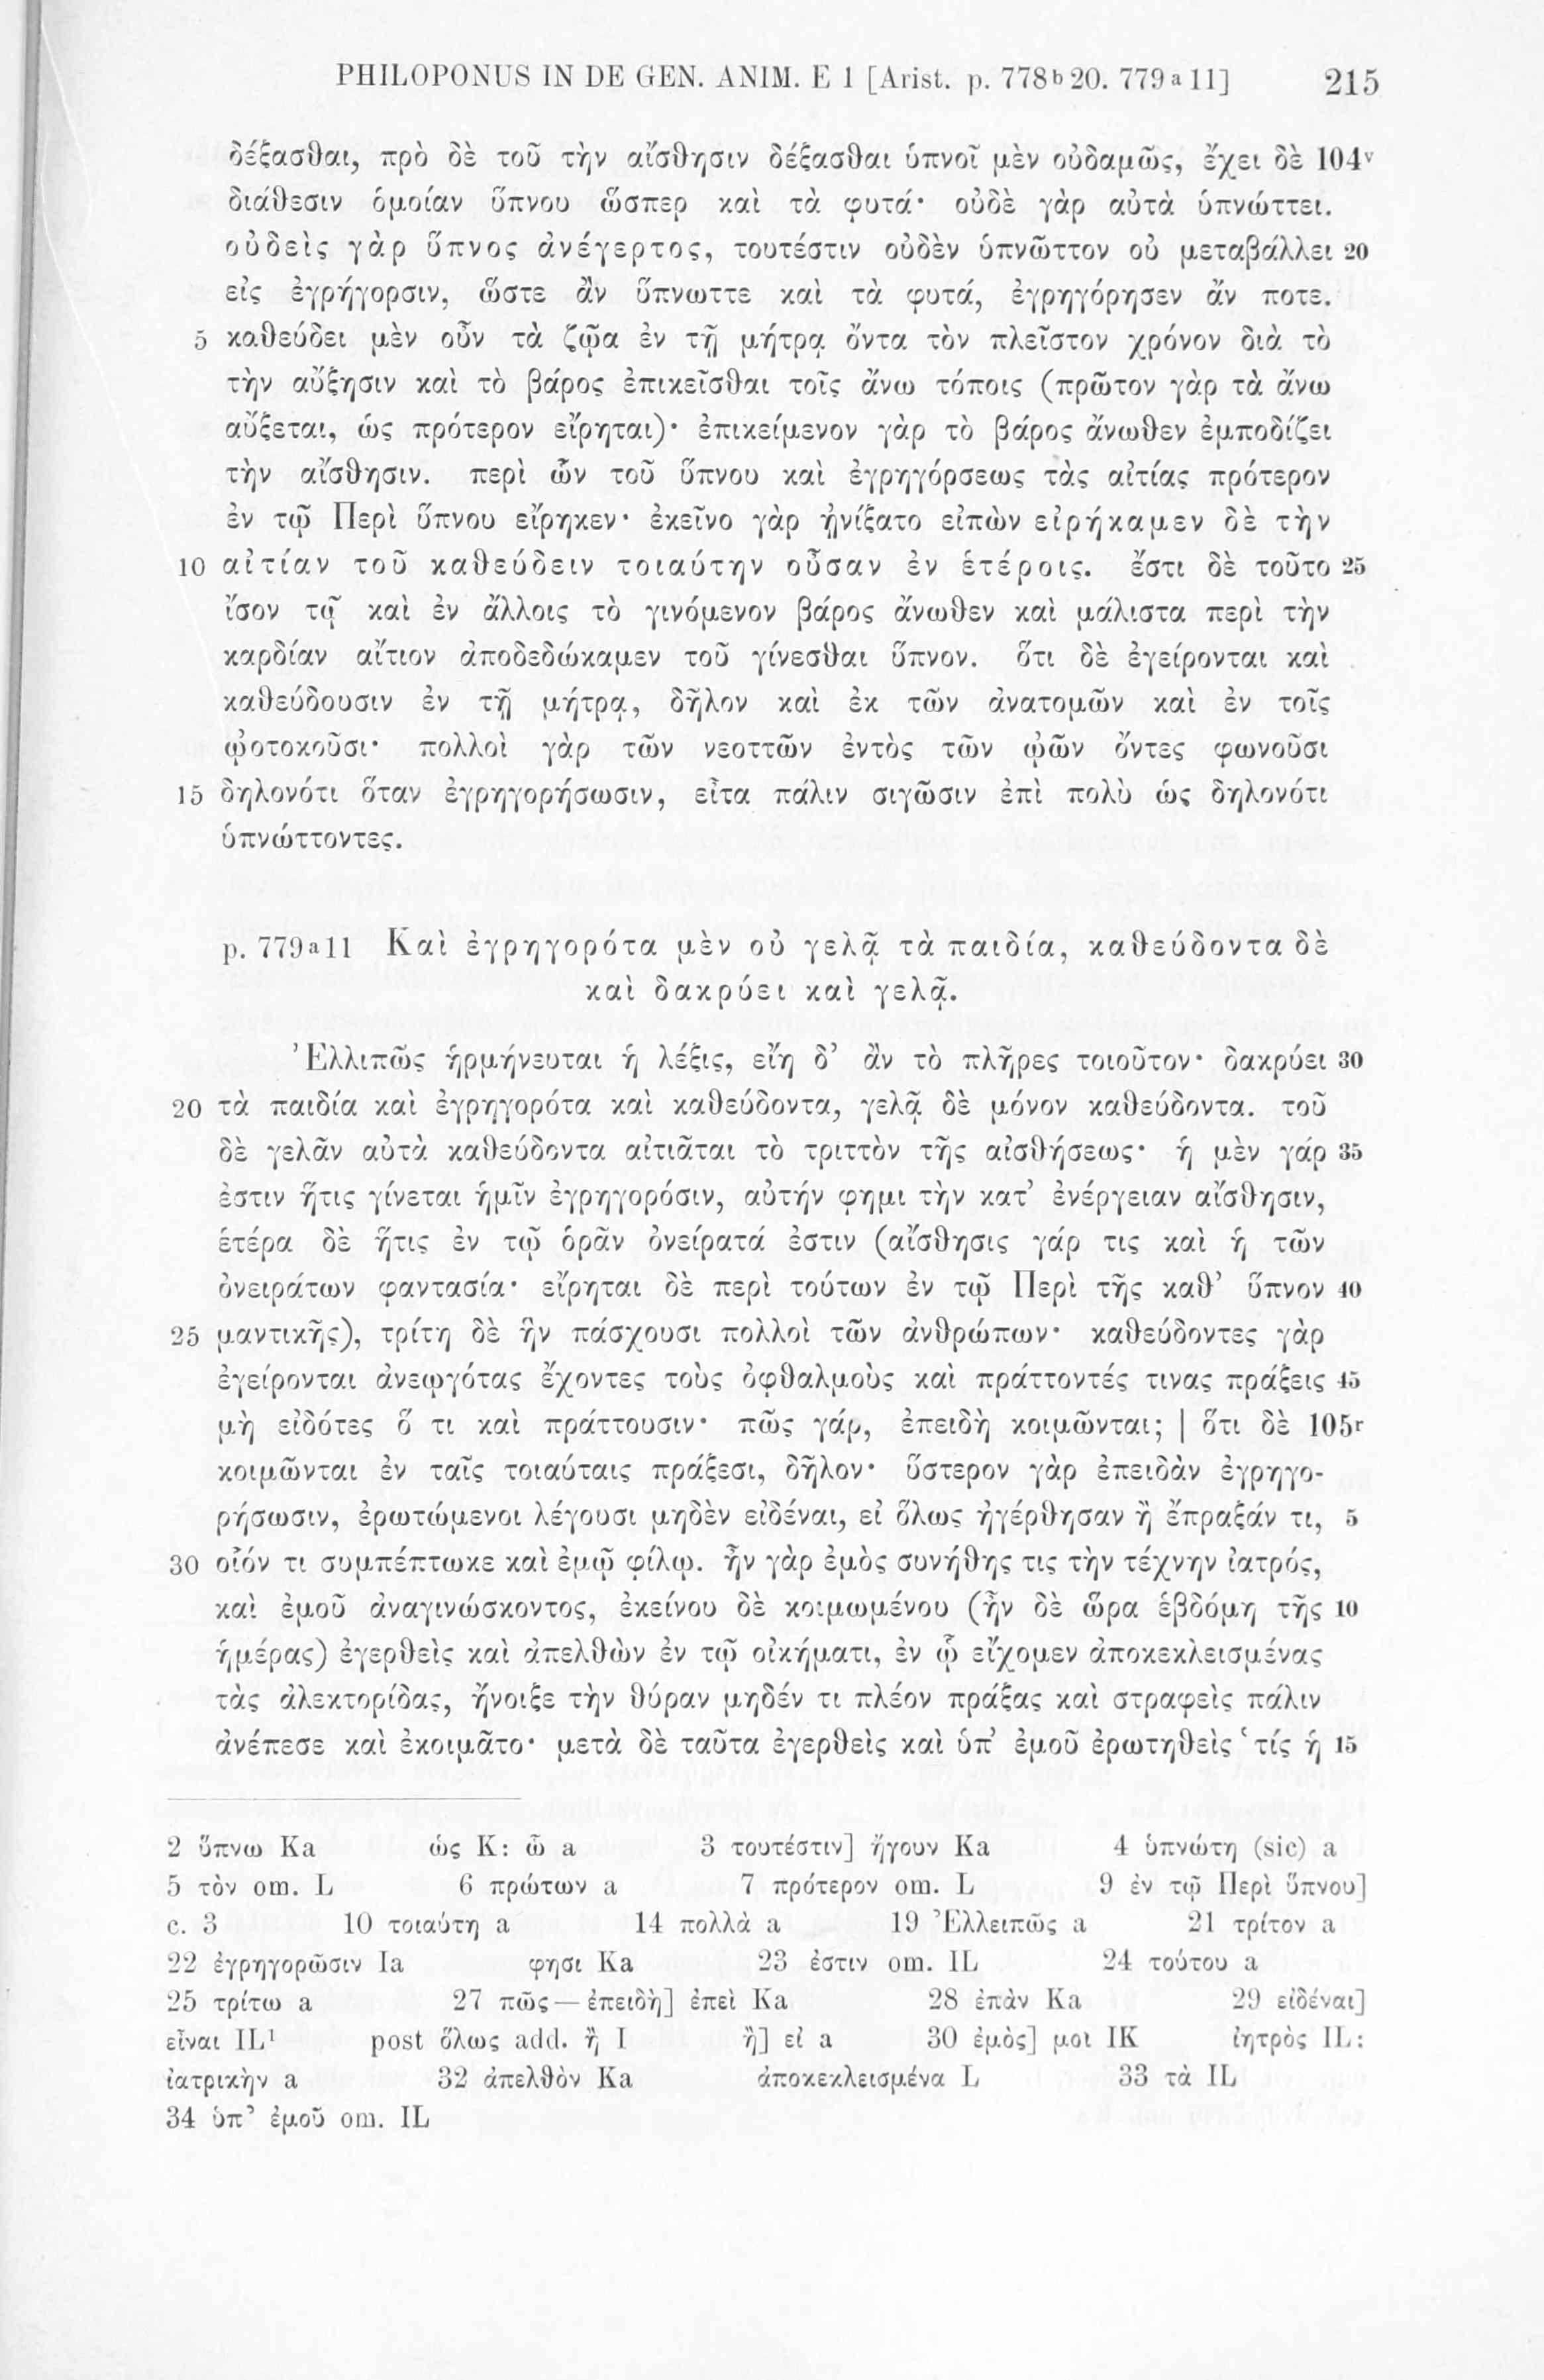 PHILOPONUS IN DE GEN. ANIM. E 1 [Arist. p. 778ᵇ20. 779ᵃ11] 215
δέξασθαι, πρὸ δὲ τοῦ τὴν αἴσθησιν δέξασθαι ὑπνοῖ μὲν οὐδαμῶς, ἔχει δὲ 104ᵛ
διάθεσιν ὁμοίαν ὕπνου ὥσπερ καὶ τὰ φυτά· οὐδὲ γὰρ αὐτὰ ὑπνώττει.
οὐδεὶς γὰρ ὕπνος ἀνέγερτος, τουτέστιν οὐδὲν ὑπνῶττον οὐ μεταβάλλει 20
εἰς ἐγρήγορσιν, ὥστε ἂν ὕπνωττε καὶ τὰ φυτά, ἐγρηγόρησεν ἄν ποτε.
5 καθεύδει μὲν οὖν τὰ ζῷα ἐν τῇ μήτρᾳ ὄντα τὸν πλεῖστον χρόνον διὰ τὸ
τὴν αὔξησιν καὶ τὸ βάρος ἐπικεῖσθαι τοῖς ἄνω τόποις (πρῶτον γὰρ τὰ ἄνω
αὔξεται, ὡς πρότερον εἴρηται)· ἐπικείμενον γὰρ τὸ βάρος ἄνωθεν ἐμποδίζει
τὴν αἴσθησιν. περὶ ὧν τοῦ ὕπνου καὶ ἐγρηγόρσεως τὰς αἰτίας πρότερον
ἐν τῷ Περὶ ὕπνου εἴρηκεν· ἐκεῖνο γὰρ ᾐνίξατο εἰπὼν εἰρήκαμεν δὲ τὴν
10 αἰτίαν τοῦ καθεύδειν τοιαύτην οὖσαν ἐν ἑτέροις. ἔστι δὲ τοῦτο 25
ἴσον τῷ καὶ ἐν ἄλλοις τὸ γινόμενον βάρος ἄνωθεν καὶ μάλιστα περὶ τὴν
καρδίαν αἴτιον ἀποδεδώκαμεν τοῦ γίνεσθαι ὕπνον. ὅτι δὲ ἐγείρονται καὶ
καθεύδουσιν ἐν τῇ μήτρᾳ, δῆλον καὶ ἐκ τῶν ἀνατομῶν καὶ ἐν τοῖς
ᾠοτοκοῦσι· πολλοὶ γὰρ τῶν νεοττῶν ἐντὸς τῶν ᾠῶν ὄντες φωνοῦσι
15 δηλονότι ὅταν ἐγρηγορήσωσιν, εἶτα πάλιν σιγῶσιν ἐπὶ πολὺ ὡς δηλονότι
ὑπνώττοντες.
p. 779ᵃ11 Καὶ ἐγρηγορότα μὲν οὐ γελᾷ τὰ παιδία, καθεύδοντα δὲ
καὶ δακρύει καὶ γελᾷ.
Ἐλλιπῶς ἡρμήνευται ἡ λέξις, εἴη δ' ἂν τὸ πλῆρες τοιοῦτον· δακρύει 30
20 τὰ παιδία καὶ ἐγρηγορότα καὶ καθεύδοντα, γελᾷ δὲ μόνον καθεύδοντα. τοῦ
δὲ γελᾶν αὐτὰ καθεύδοντα αἰτιᾶται τὸ τριττὸν τῆς αἰσθήσεως· ἡ μὲν γάρ 35
ἐστιν ἥτις γίνεται ἡμῖν ἐγρηγορόσιν, αὐτήν φημι τὴν κατ' ἐνέργειαν αἴσθησιν,
ἑτέρα δὲ ἥτις ἐν τῷ ὁρᾶν ὀνείρατά ἐστιν (αἴσθησις γάρ τις καὶ ἡ τῶν
ὀνειράτων φαντασία· εἴρηται δὲ περὶ τούτων ἐν τῷ Περὶ τῆς καθ' ὕπνον 40
25 μαντικῆς), τρίτη δὲ ἣν πάσχουσι πολλοὶ τῶν ἀνθρώπων· καθεύδοντες γὰρ
ἐγείρονται ἀνεῳγότας ἔχοντες τοὺς ὀφθαλμοὺς καὶ πράττοντές τινας πράξεις 45
μὴ εἰδότες ὅ τι καὶ πράττουσιν· πῶς γάρ, ἐπειδὴ κοιμῶνται; | ὅτι δὲ 105ʳ
κοιμῶνται ἐν ταῖς τοιαύταις πράξεσι, δῆλον· ὕστερον γὰρ ἐπειδὰν ἐγρηγο-
ρήσωσιν, ἐρωτώμενοι λέγουσι μηδὲν εἰδέναι, εἰ ὅλως ἠγέρθησαν ἢ ἔπραξάν τι, 5
30 οἷόν τι συμπέπτωκε καὶ ἐμῷ φίλῳ. ἦν γὰρ ἐμὸς συνήθης τις τὴν τέχνην ἰατρός,
καὶ ἐμοῦ ἀναγινώσκοντος, ἐκείνου δὲ κοιμωμένου (ἦν δὲ ὥρα ἑβδόμη τῆς 10
ἡμέρας) ἐγερθεὶς καὶ ἀπελθὼν ἐν τῷ οἰκήματι, ἐν ᾧ εἴχομεν ἀποκεκλεισμένας
τὰς ἀλεκτορίδας, ἤνοιξε τὴν θύραν μηδέν τι πλέον πράξας καὶ στραφεὶς πάλιν
ἀνέπεσε καὶ ἐκοιμᾶτο· μετὰ δὲ ταῦτα ἐγερθεὶς καὶ ὑπ' ἐμοῦ ἐρωτηθεὶς ‘τίς ἡ 15
2 ὕπνω Ka ὡς K: ὦ a 3 τουτέστιν] ἤγουν Ka 4 ὑπνώτη (sic) a
5 τὸν om. L 6 πρώτων a 7 πρότερον om. L 9 ἐν τῷ Περὶ ὕπνου]
c. 3 10 τοιαύτη a 14 πολλὰ a 19 Ἐλλειπῶς a 21 τρίτον a
22 ἐγρηγορῶσιν Ia φησι Ka 23 ἐστιν om. IL 24 τούτου a
25 τρίτω a 27 πῶς — ἐπειδὴ] ἐπεὶ Ka 28 ἐπὰν Ka 29 εἰδέναι]
εἶναι IL¹ post ὅλως add. ἢ I ἢ] εἰ a 30 ἐμὸς] μοι IK ἰητρὸς IL:
ἰατρικὴν a 32 ἀπελθὸν Ka ἀποκεκλεισμένα L 33 τὰ IL
34 ὑπ' ἐμοῦ om. IL